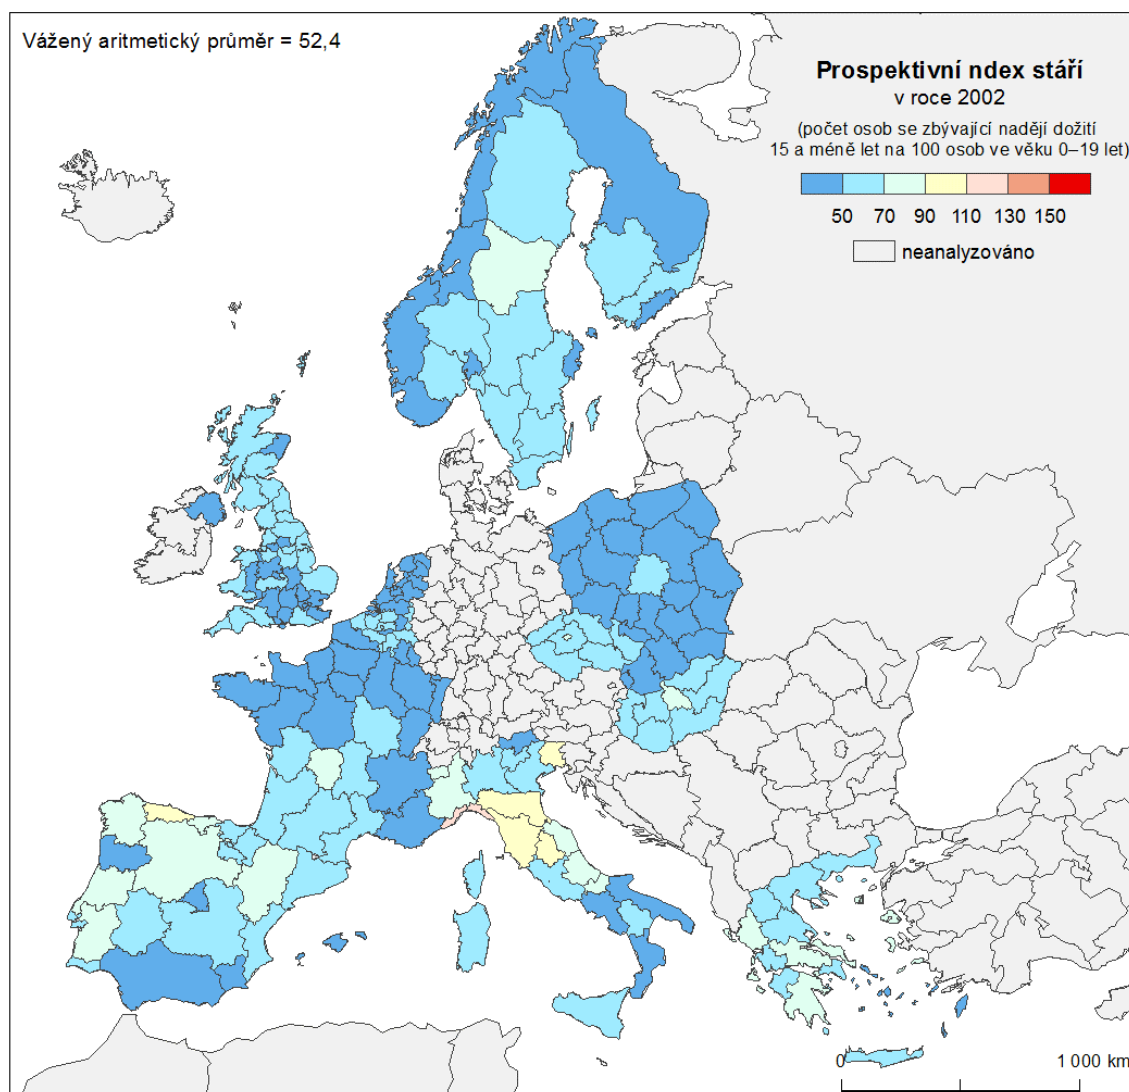 Vážený aritmetický průměr = 52,4
Prospektivní ndex stáří
v roce 2002
(počet osob se zbývající nadějí dožití
15 a méně let na 100 osob ve věku 0–19 let)
50 70 90 110 130 150
neanalyzováno
0 1 000 km